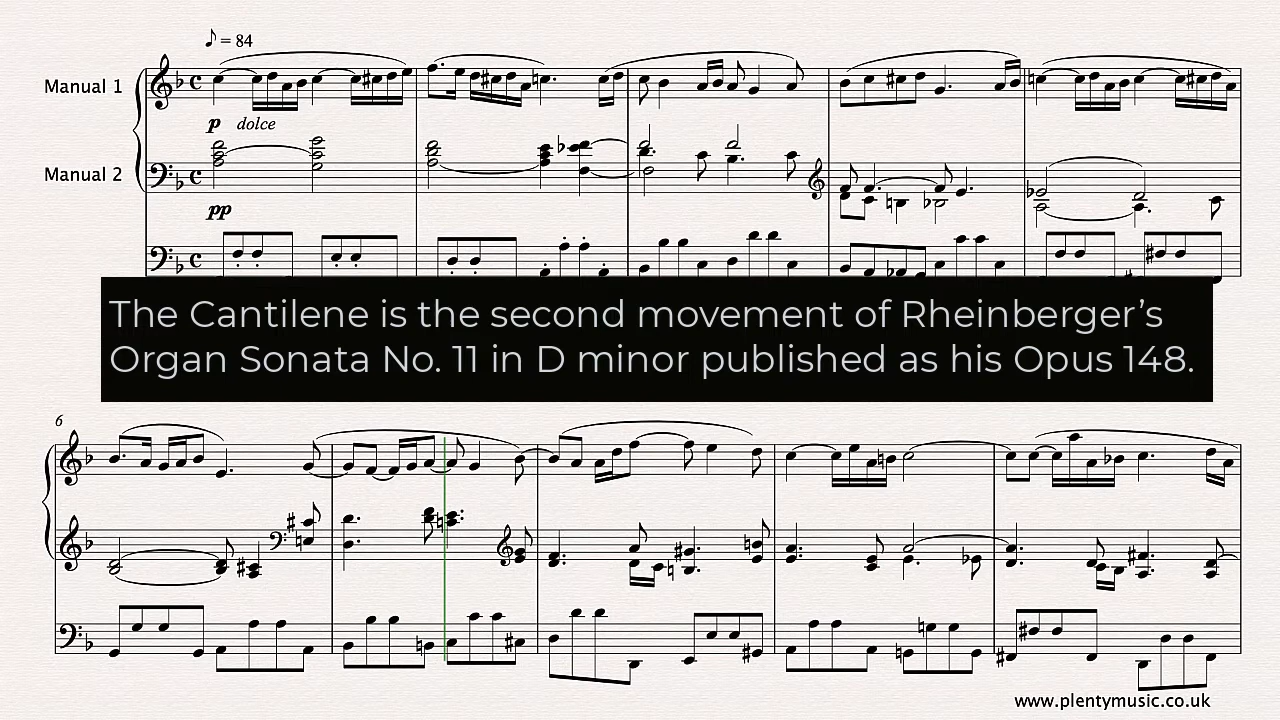 ♪ = 84
Manual 1
p dolce
Manual 2
pp
The Cantilene is the second movement of Rheinberger’s
Organ Sonata No. 11 in D minor published as his Opus 148.
6
www.plentymusic.co.uk